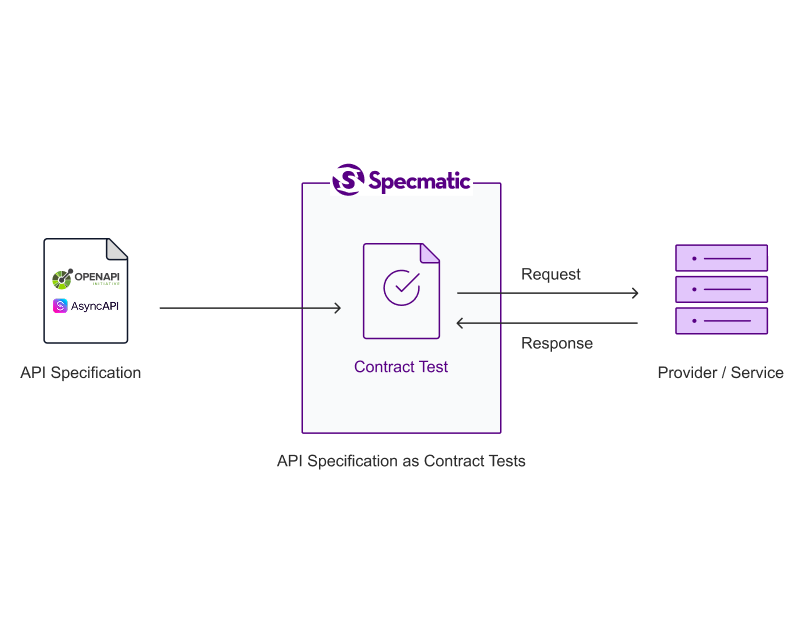 Specmatic
OPENAPI
INITIATIVE
AsyncAPI
API Specification
Contract Test
Request
Response
Provider / Service
API Specification as Contract Tests